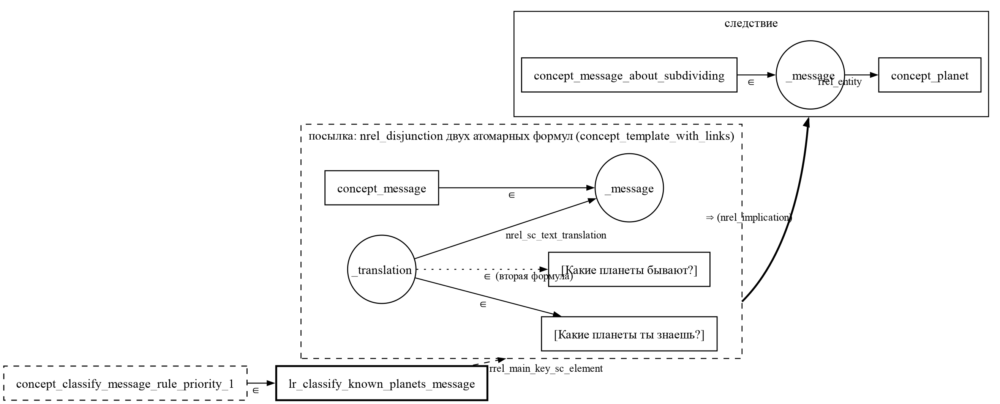 следствие
concept_message_about_subdividing
∈
_message
rrel_entity
concept_planet
посылка: nrel_disjunction двух атомарных формул (concept_template_with_links)
concept_message
∈
_message
⇒ (nrel_implication)
nrel_sc_text_translation
_translation
∈ (вторая формула)
[Какие планеты бывают?]
∈
[Какие планеты ты знаешь?]
rrel_main_key_sc_element
concept_classify_message_rule_priority_1
∈
lr_classify_known_planets_message